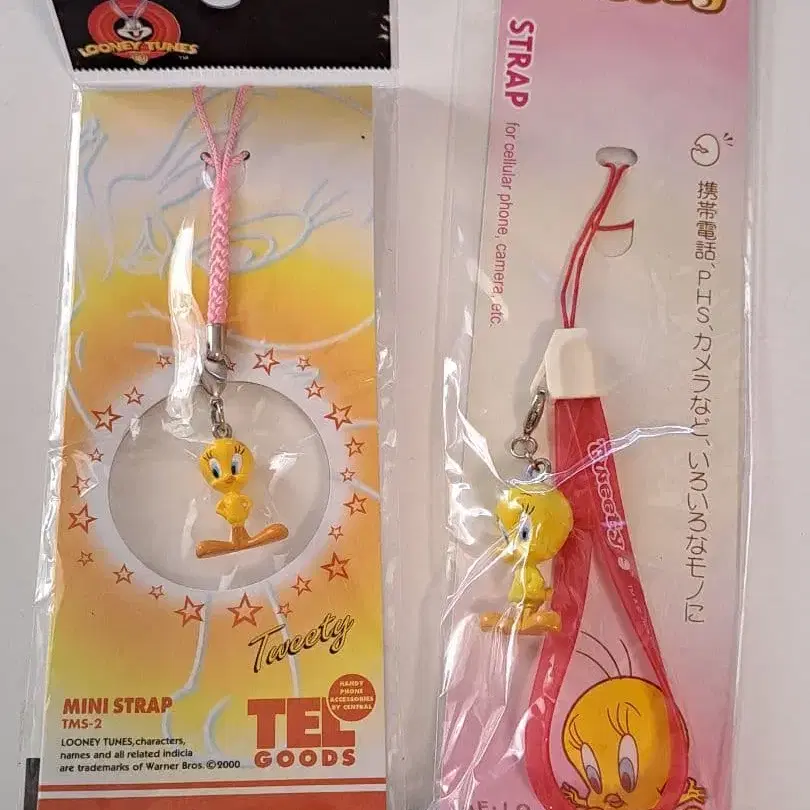 LOONEY TUNES
TM
Tweety
MINI STRAP
TMS-2
LOONEY TUNES,characters,
names and all related indicia
are trademarks of Warner Bros.©2000
HANDY
PHONE
ACCESSORIES
BY CENTRAL
TEL
GOODS
STRAP
for cellular phone, camera, etc.
携帯電話、PHS、カメラなど、いろいろなモノに
tweety